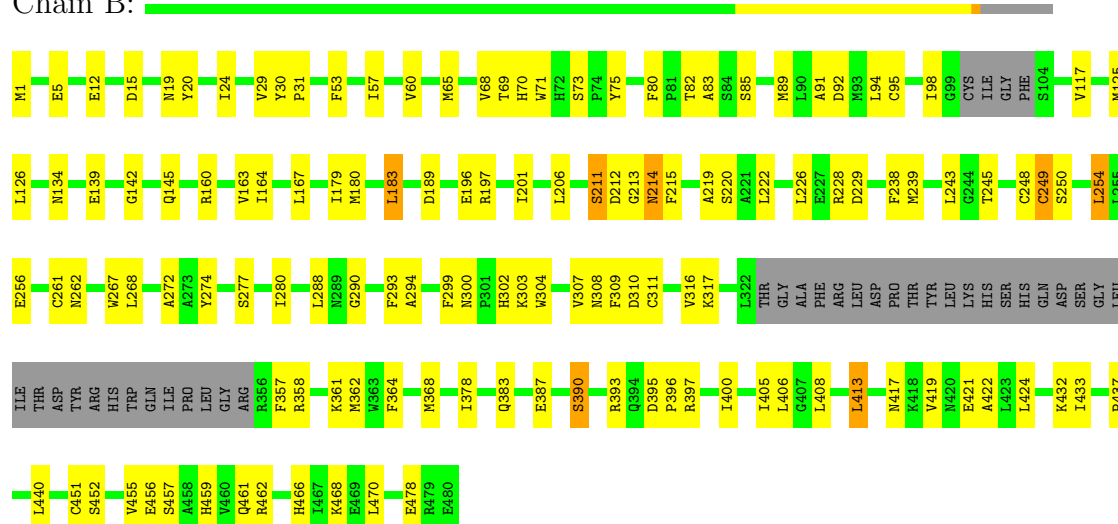 Chain B:
M1 E5 E12 D15 N19 Y20 I24 V29 Y30 P31 F53 I57 V60 M65 V68 T69 H70 W71 H72 S73 P74 Y75 F80 P81 T82 A83 S84 S85 M89 L90 A91 D92 M93 L94 C95 I98 G99 CYS ILE GLY PHE S104 V117 M125
L126 N134 E139 G142 Q145 R160 V163 I164 L167 I179 M180 L183 D189 E196 R197 I201 L206 S211 D212 G213 N214 F215 A219 S220 A221 L222 L226 E227 R228 D229 F238 M239 L243 G244 T245 C248 C249 S250 L254 L255
E256 C261 N262 W267 L268 A272 A273 Y274 S277 I280 L288 N289 G290 F293 A294 F299 N300 P301 H302 K303 W304 V307 N308 F309 D310 C311 V316 K317 L322 THR GLY ALA PHE ARG LEU ASP PRO THR TYR LEU LYS HIS SER HIS GLN ASP SER GLY LEU
ILE THR ASP TYR ARG HIS TRP GLN ILE PRO LEU GLY ARG R356 F357 R358 K361 M362 W363 F364 M368 I378 Q383 E387 S390 R393 Q394 D395 P396 R397 I400 I405 L406 G407 L408 L413 N417 K418 V419 N420 E421 A422 L423 L424 K432 I433
L440 C451 S452 V455 E456 S457 A458 H459 V460 Q461 R462 H466 I467 K468 E469 L470 E478 R479 E480